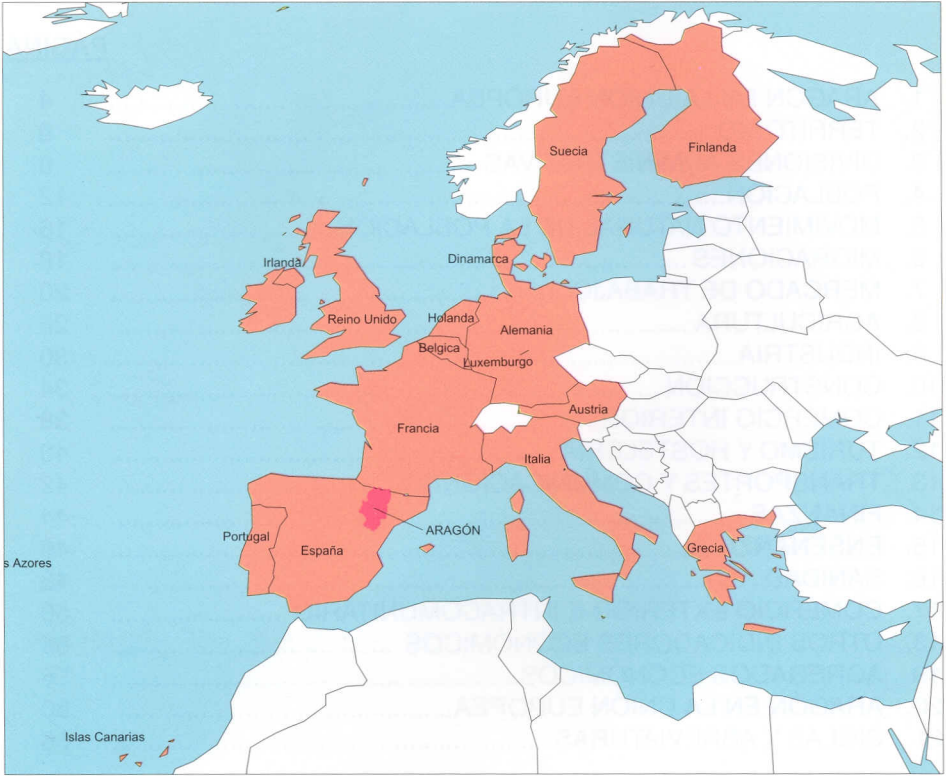 Suecia
Finlanda
Dinamarca
Irlanda
Reino Unido
Holanda
Alemania
Belgica
Luxemburgo
Austria
Francia
Italia
ARAGÓN
Portugal
España
Grecia
s Azores
Islas Canarias